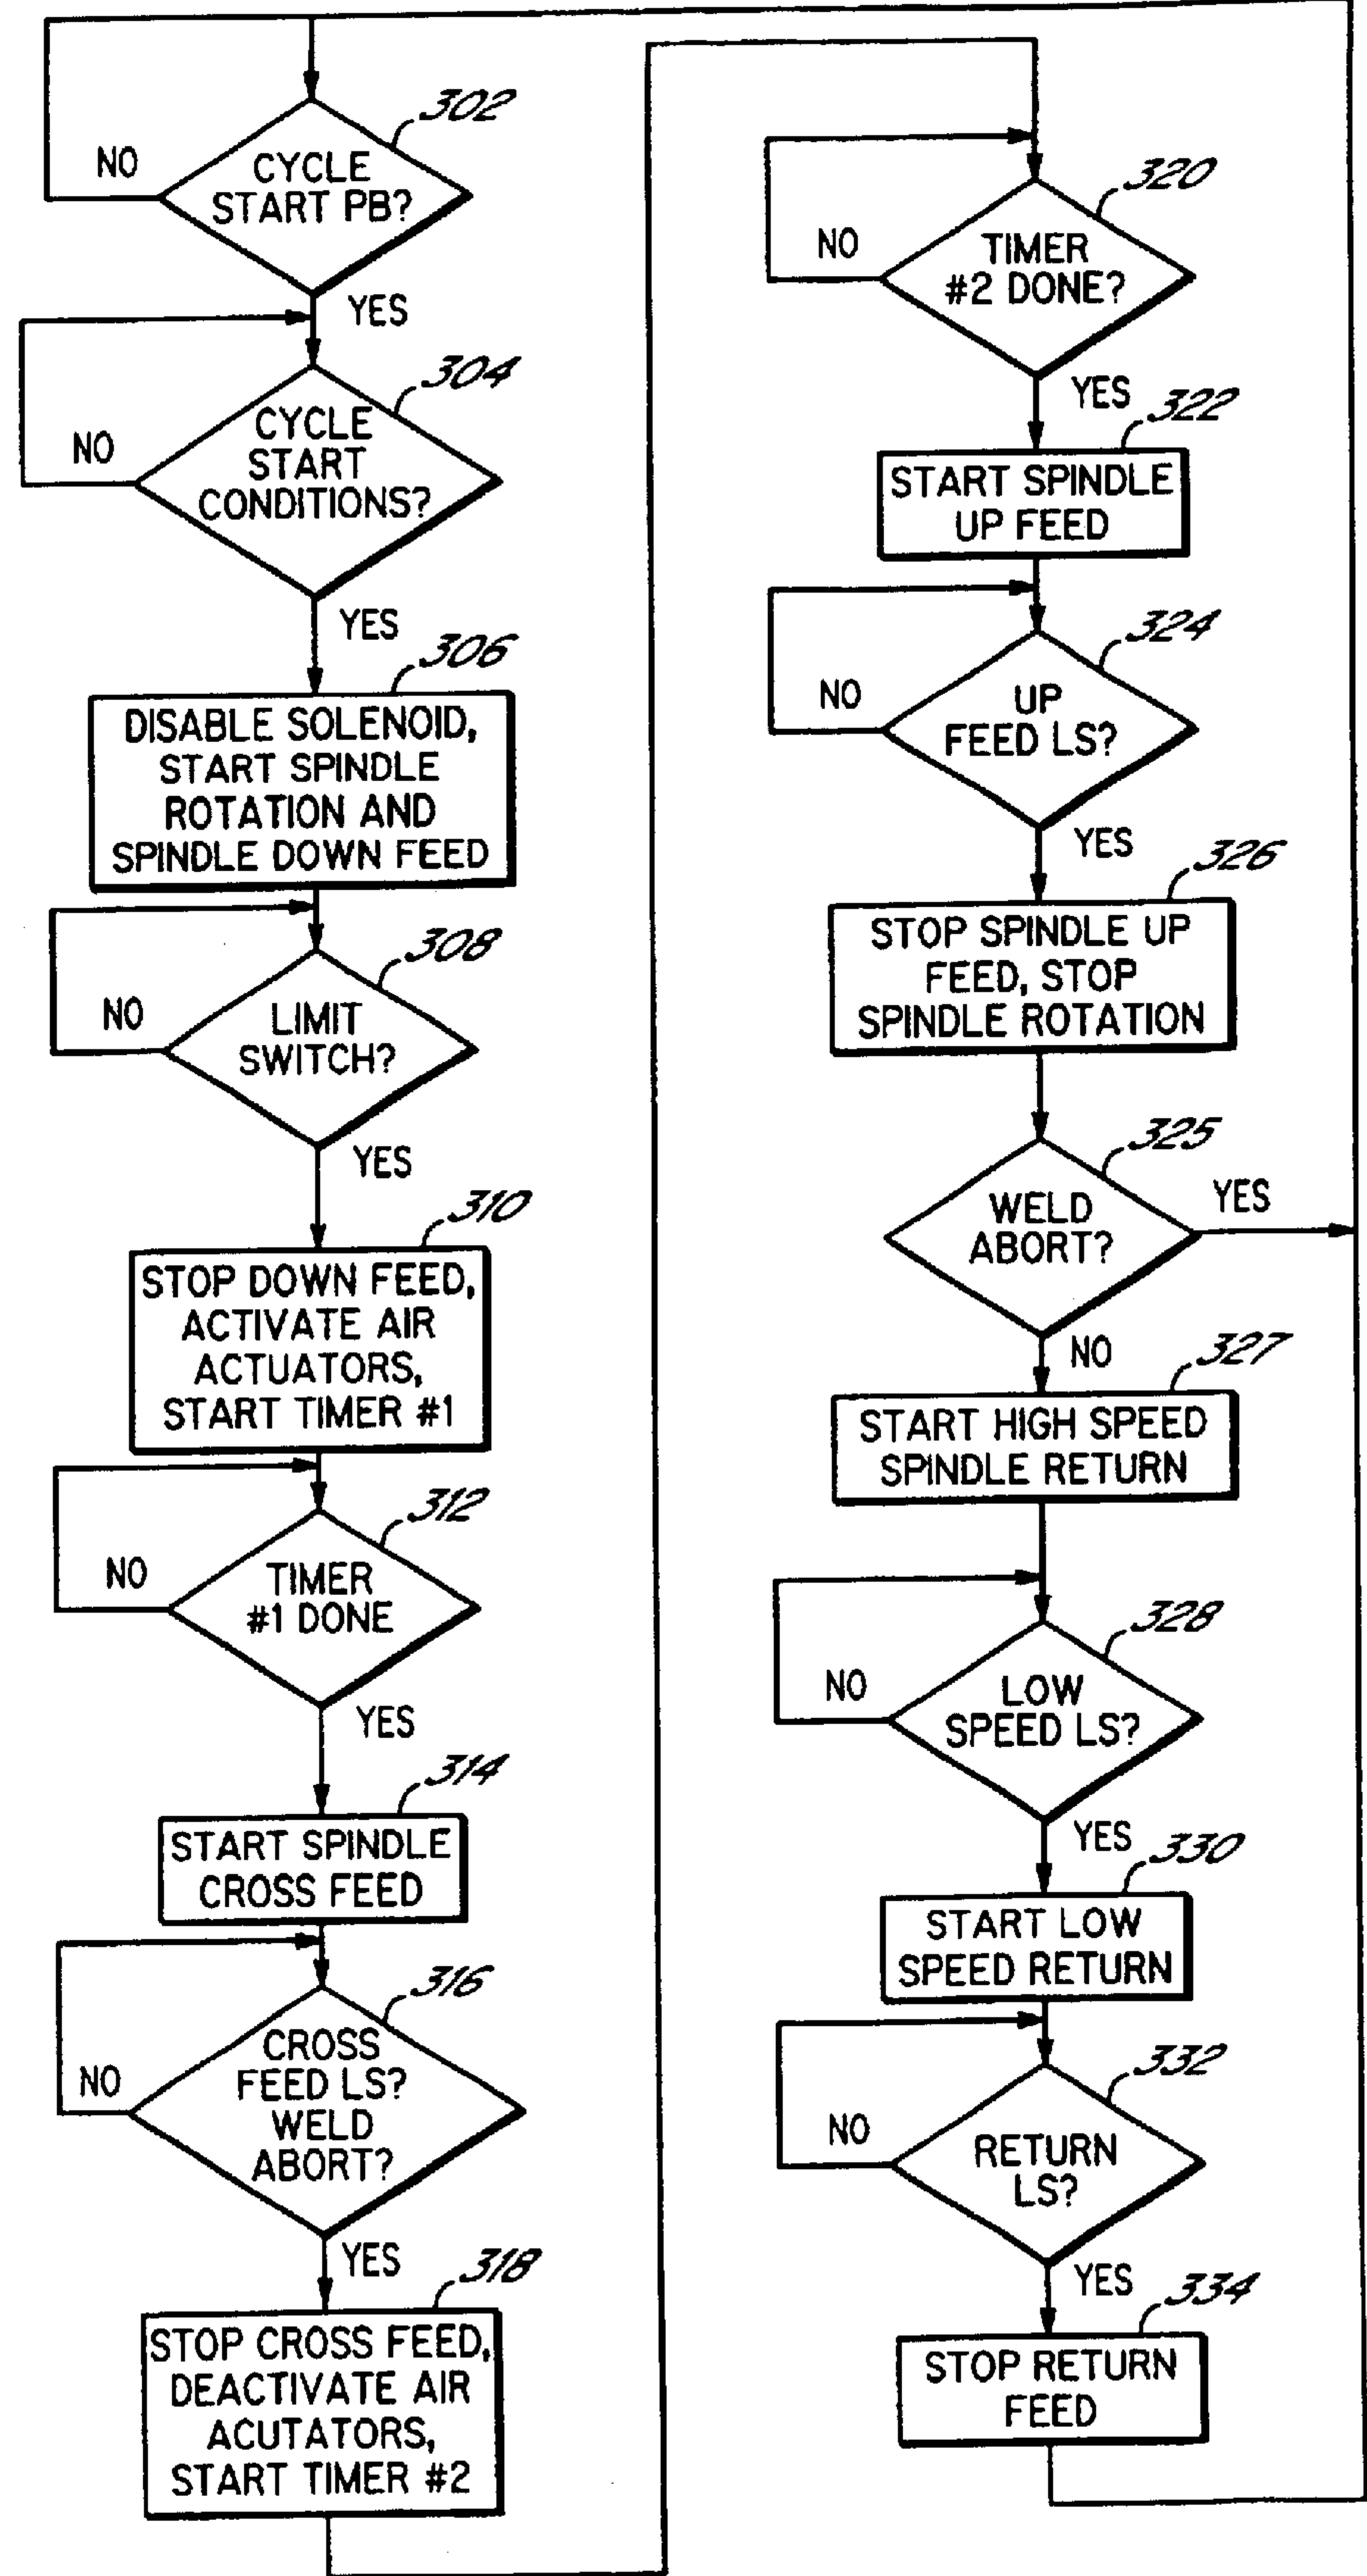 302
CYCLE
START PB?
NO
YES
304
CYCLE
START
CONDITIONS?
NO
YES
306
DISABLE SOLENOID,
START SPINDLE
ROTATION AND
SPINDLE DOWN FEED
308
LIMIT
SWITCH?
NO
YES
310
STOP DOWN FEED,
ACTIVATE AIR
ACTUATORS,
START TIMER #1
312
TIMER
#1 DONE
NO
YES
314
START SPINDLE
CROSS FEED
316
CROSS
FEED LS?
WELD
ABORT?
NO
YES
318
STOP CROSS FEED,
DEACTIVATE AIR
ACUTATORS,
START TIMER #2
320
TIMER
#2 DONE?
NO
YES
322
START SPINDLE
UP FEED
324
UP
FEED LS?
NO
YES
326
STOP SPINDLE UP
FEED, STOP
SPINDLE ROTATION
325
WELD
ABORT?
YES
NO
327
START HIGH SPEED
SPINDLE RETURN
328
LOW
SPEED LS?
NO
YES
330
START LOW
SPEED RETURN
332
RETURN
LS?
NO
YES
334
STOP RETURN
FEED